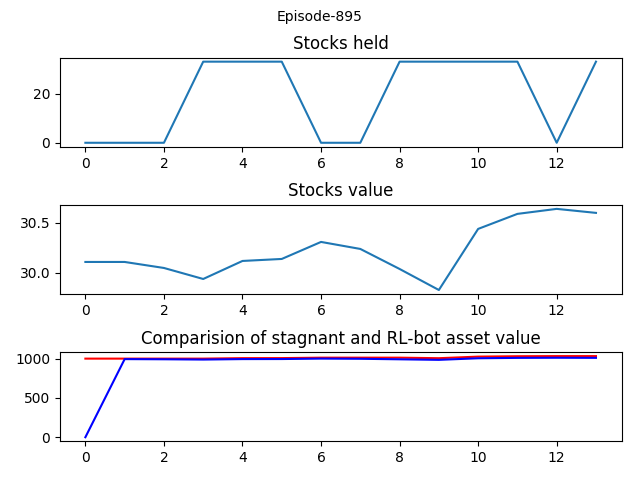 Episode-895
Stocks held
20
0
0 2 4 6 8 10 12
Stocks value
30.5
30.0
0 2 4 6 8 10 12
Comparision of stagnant and RL-bot asset value
1000
500
0
0 2 4 6 8 10 12